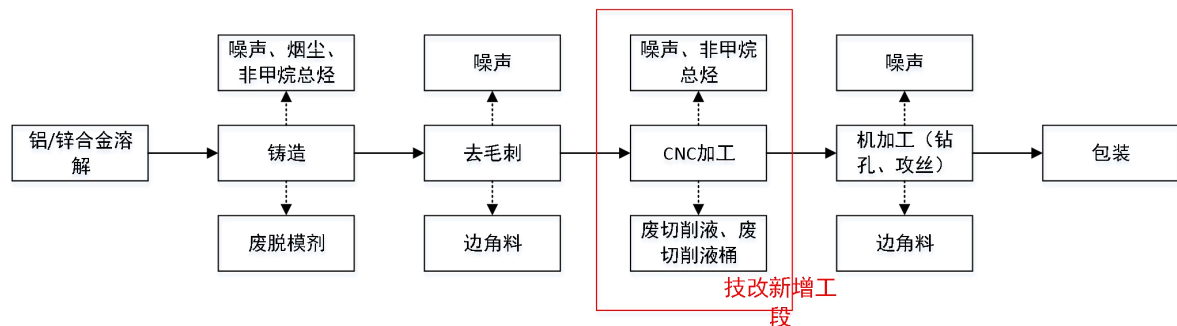 噪声、烟尘、
非甲烷总烃
噪声
噪声、非甲烷
总烃
噪声
铝/锌合金溶
解
铸造
去毛刺
CNC加工
机加工（钻
孔、攻丝）
包装
废脱模剂
边角料
废切削液、废
切削液桶
边角料
技改新增工
段